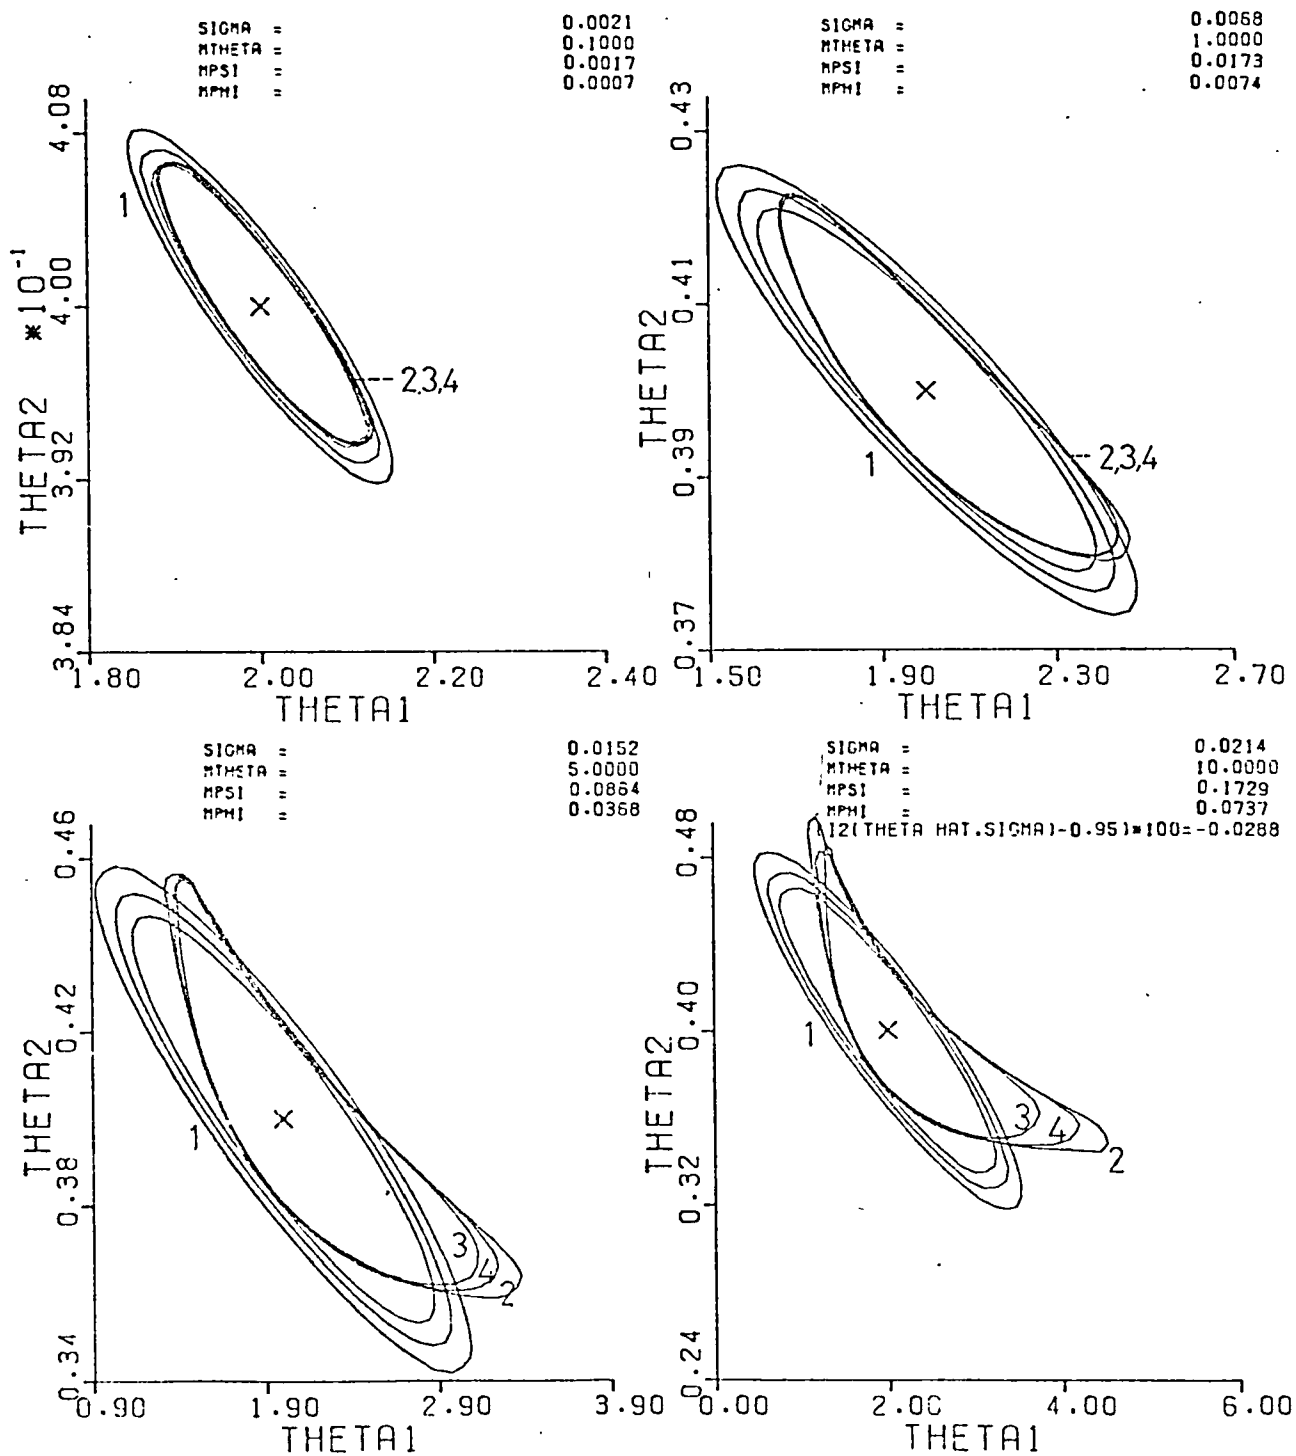 SIGMA = 0.0021
MTHETA = 0.1000
MPSI = 0.0017
MPHI = 0.0007
4.08
4.00
3.92
3.84
THETA2 *10⁻¹
1
2,3,4
1.80 2.00 2.20 2.40
THETA1
SIGMA = 0.0068
MTHETA = 1.0000
MPSI = 0.0173
MPHI = 0.0074
0.43
0.41
0.39
0.37
THETA2
1
2,3,4
1.50 1.90 2.30 2.70
THETA1
SIGMA = 0.0152
MTHETA = 5.0000
MPSI = 0.0864
MPHI = 0.0368
0.46
0.42
0.38
0.34
THETA2
1
3
4
2
0.90 1.90 2.90 3.90
THETA1
SIGMA = 0.0214
MTHETA = 10.0000
MPSI = 0.1729
MPHI = 0.0737
I2(THETA HAT.SIGMA)-0.95)*100=-0.0288
0.48
0.40
0.32
0.24
THETA2
1
3
4
2
0.00 2.00 4.00 6.00
THETA1